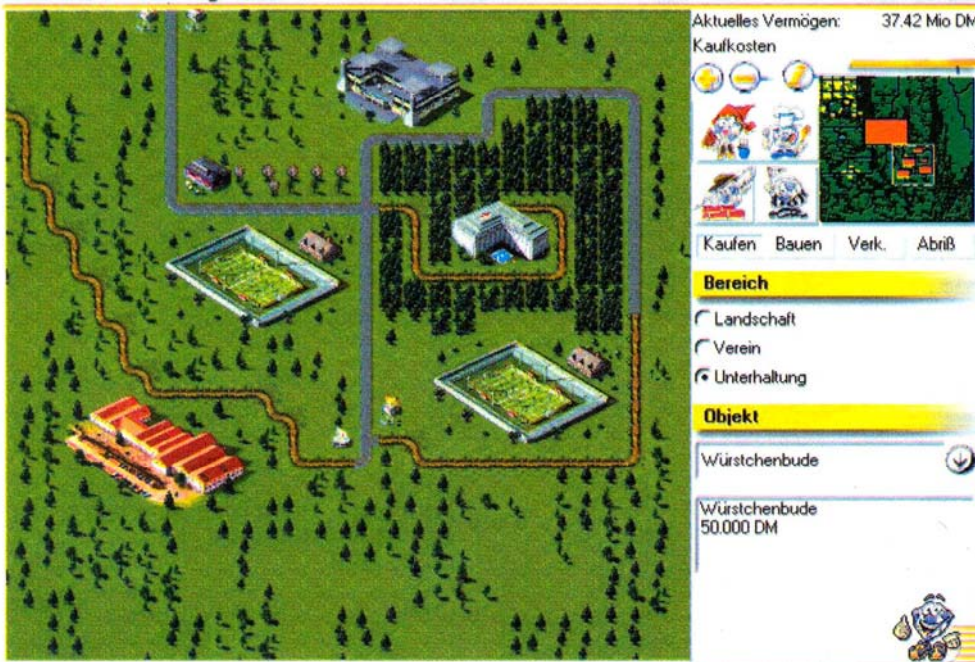 Aktuelles Vermögen: 37.42 Mio DM
Kaufkosten
Kaufen Bauen Verk. Abriß
Bereich
Landschaft
Verein
Unterhaltung
Objekt
Würstchenbude
Würstchenbude
50.000 DM